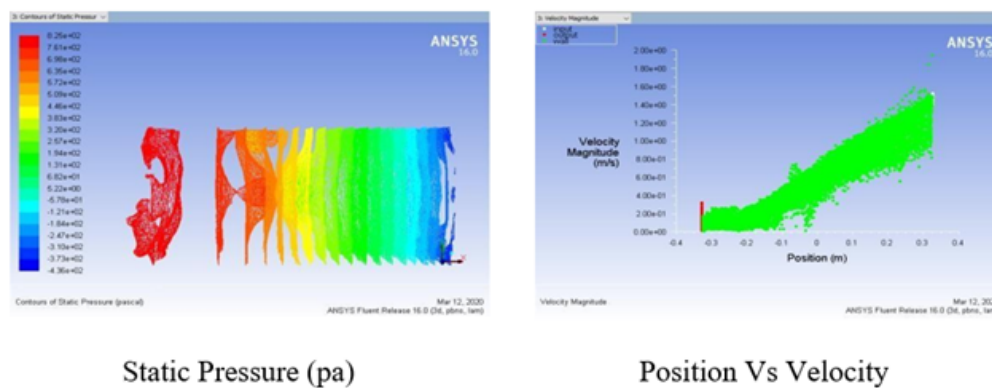 3: Contours of Static Pressur
ANSYS
16.0
8.25e+02
7.61e+02
6.98e+02
6.35e+02
5.72e+02
5.09e+02
4.46e+02
3.83e+02
3.20e+02
2.57e+02
1.94e+02
1.31e+02
6.82e+01
5.22e+00
-5.78e+01
-1.21e+02
-1.84e+02
-2.47e+02
-3.10e+02
-3.73e+02
-4.36e+02
Contours of Static Pressure (pascal)
Mar 12, 2020
ANSYS Fluent Release 16.0 (3d, pbns, lam)
3: Velocity Magnitude
input
output
wall
ANSYS
16.0
2.00e+00
1.80e+00
1.60e+00
1.40e+00
1.20e+00
Velocity
Magnitude
(m/s)
1.00e+00
8.00e-01
6.00e-01
4.00e-01
2.00e-01
0.00e+00
-0.4 -0.3 -0.2 -0.1 0 0.1 0.2 0.3 0.4
Position (m)
Velocity Magnitude
Mar 12, 202
ANSYS Fluent Release 16.0 (3d, pbns, lam
Static Pressure (pa)
Position Vs Velocity